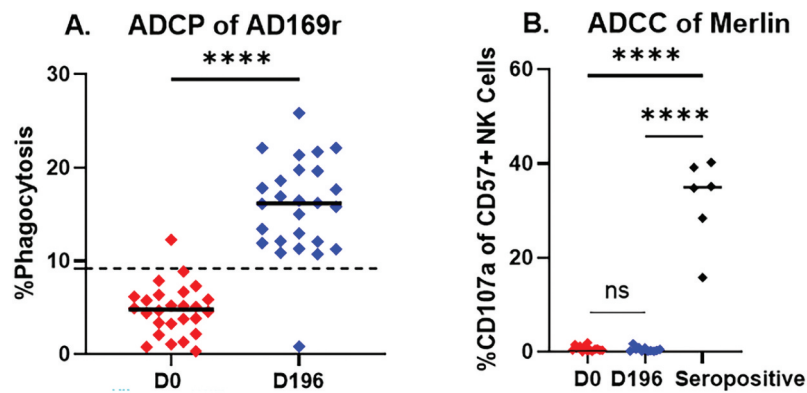 A. ADCP of AD169r
****
30
20
10
0
%Phagocytosis
D0 D196
B. ADCC of Merlin
****
****
ns
60
40
20
0
%CD107a of CD57+ NK Cells
D0 D196 Seropositive